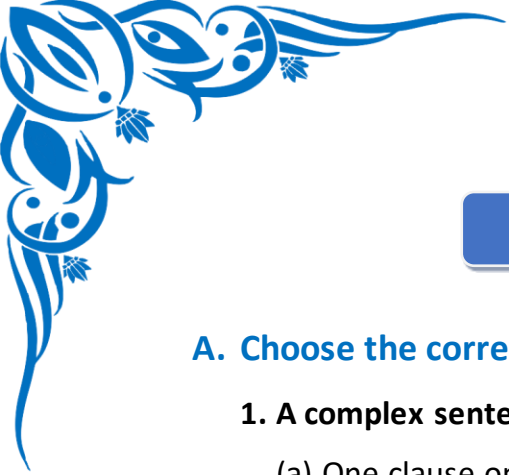 A. Choose the corre
1. A complex sente
(a) One clause or